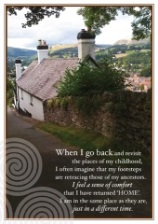 When I go back and revisit
the places of my childhood,
I often imagine that my footsteps
are retracing those of my ancestors.
I feel a sense of comfort
that I have returned 'HOME'
I am in the same place as they are,
just in a different time.